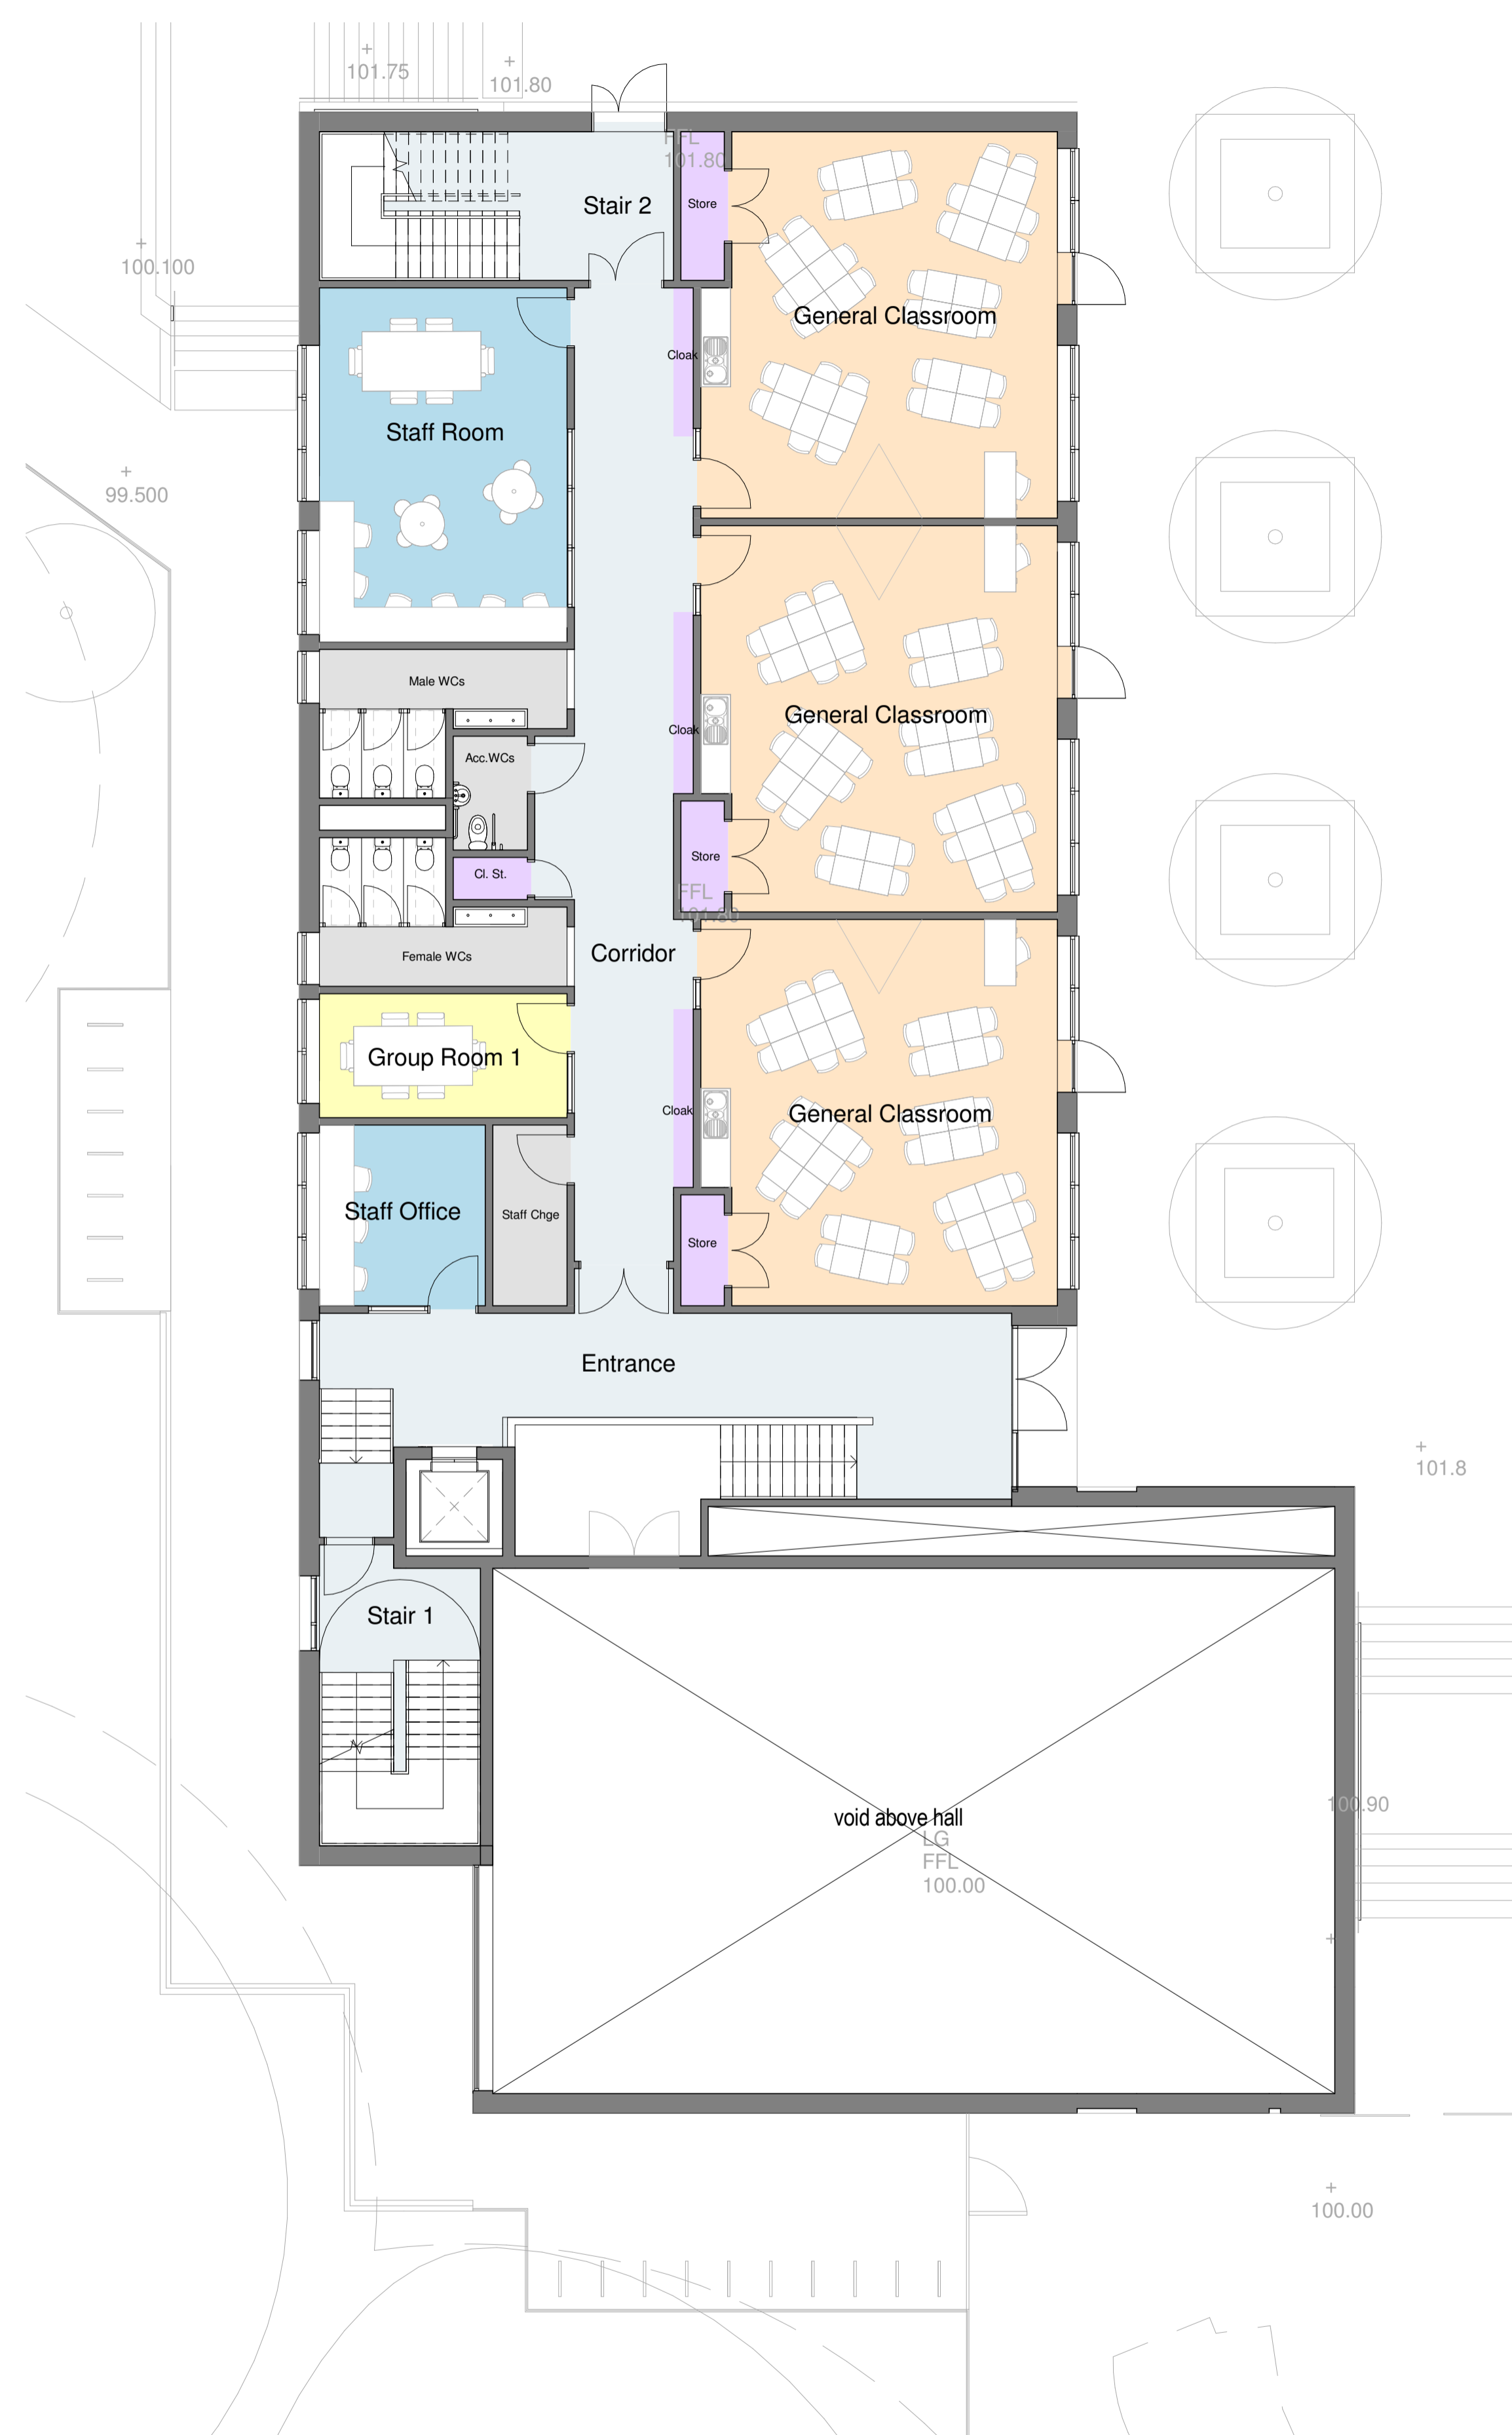 101.75
101.80
FFL
101.80
Stair 2
Store
100.100
General Classroom
Cloak
Staff Room
99.500
Male WCs
General Classroom
Cloak
Acc.WCs
Store
Cl. St.
FFL
101.80
Corridor
Female WCs
Group Room 1
Cloak
General Classroom
Staff Office
Staff Chge
Store
Entrance
101.8
Stair 1
100.90
void above hall
LG
FFL
100.00
100.00